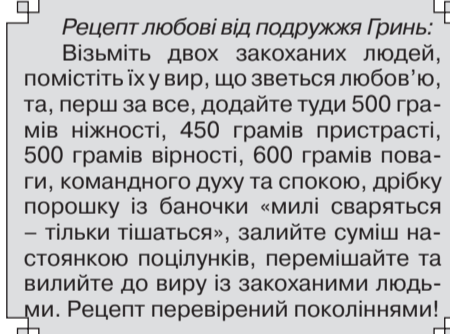 Рецепт любові від подружжя Гринь:
Візьміть двох закоханих людей,
помістіть їх у вир, що зветься любов’ю,
та, перш за все, додайте туди 500 гра-
мів ніжності, 450 грамів пристрасті,
500 грамів вірності, 600 грамів пова-
ги, командного духу та спокою, дрібку
порошку із баночки «милі сваряться
– тільки тішаться», залийте суміш на-
стоянкою поцілунків, перемішайте та
вилийте до виру із закоханими людь-
ми. Рецепт перевірений поколіннями!